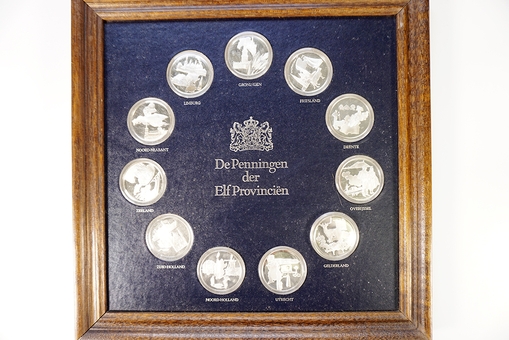 GRONINGEN
LIMBURG
FRIESLAND
NOORD-BRABANT
DRENTE
De Penningen
der
Elf Provinciën
ZEELAND
OVERIJSSEL
ZUID-HOLLAND
GELDERLAND
NOORD-HOLLAND
UTRECHT